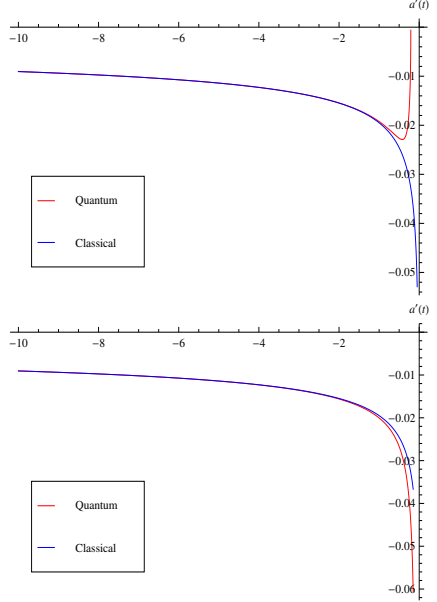 a′(t)
−10 −8 −6 −4 −2
−0.01
−0.02
−0.03
−0.04
−0.05
Quantum
Classical
a′(t)
−10 −8 −6 −4 −2
−0.01
−0.02
−0.03
−0.04
−0.05
−0.06
Quantum
Classical